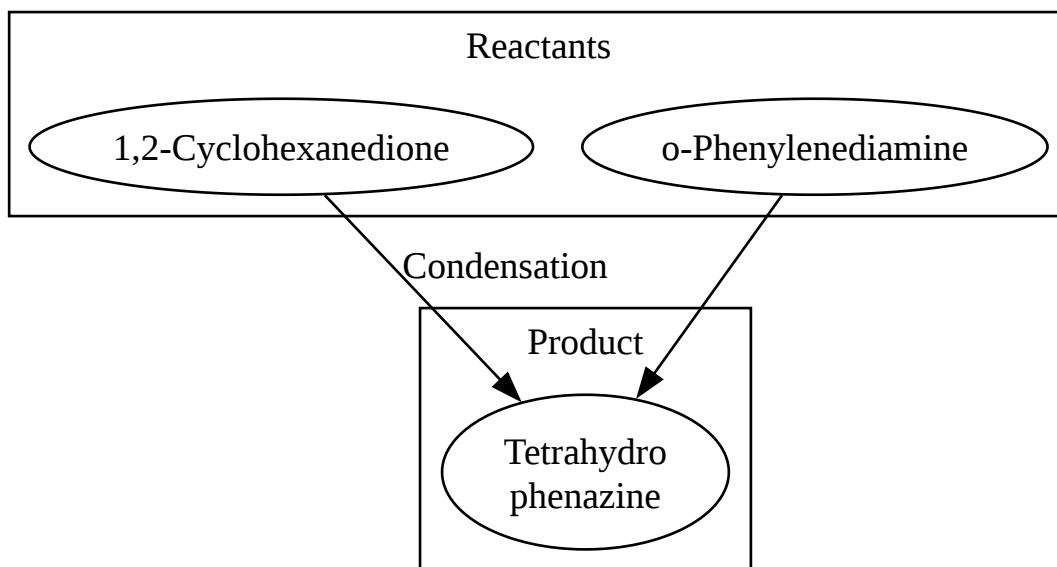 Reactants
1,2-Cyclohexanedione
o-Phenylenediamine
Condensation
Product
Tetrahydro
phenazine